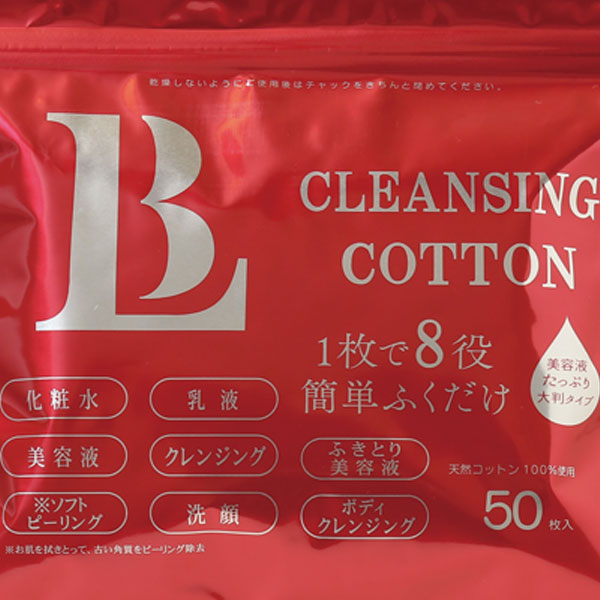 乾燥しないようにご使用後はチャックをきちんと閉めてください。
BL
CLEANSING
COTTON
1枚で8役
簡単ふくだけ
美容液
たっぷり
大判タイプ
化粧水
乳液
美容液
クレンジング
ふきとり
美容液
※ソフト
ピーリング
洗顔
ボディ
クレンジング
天然コットン100%使用
50枚入
※お肌を拭きとって、古い角質をピーリング除去